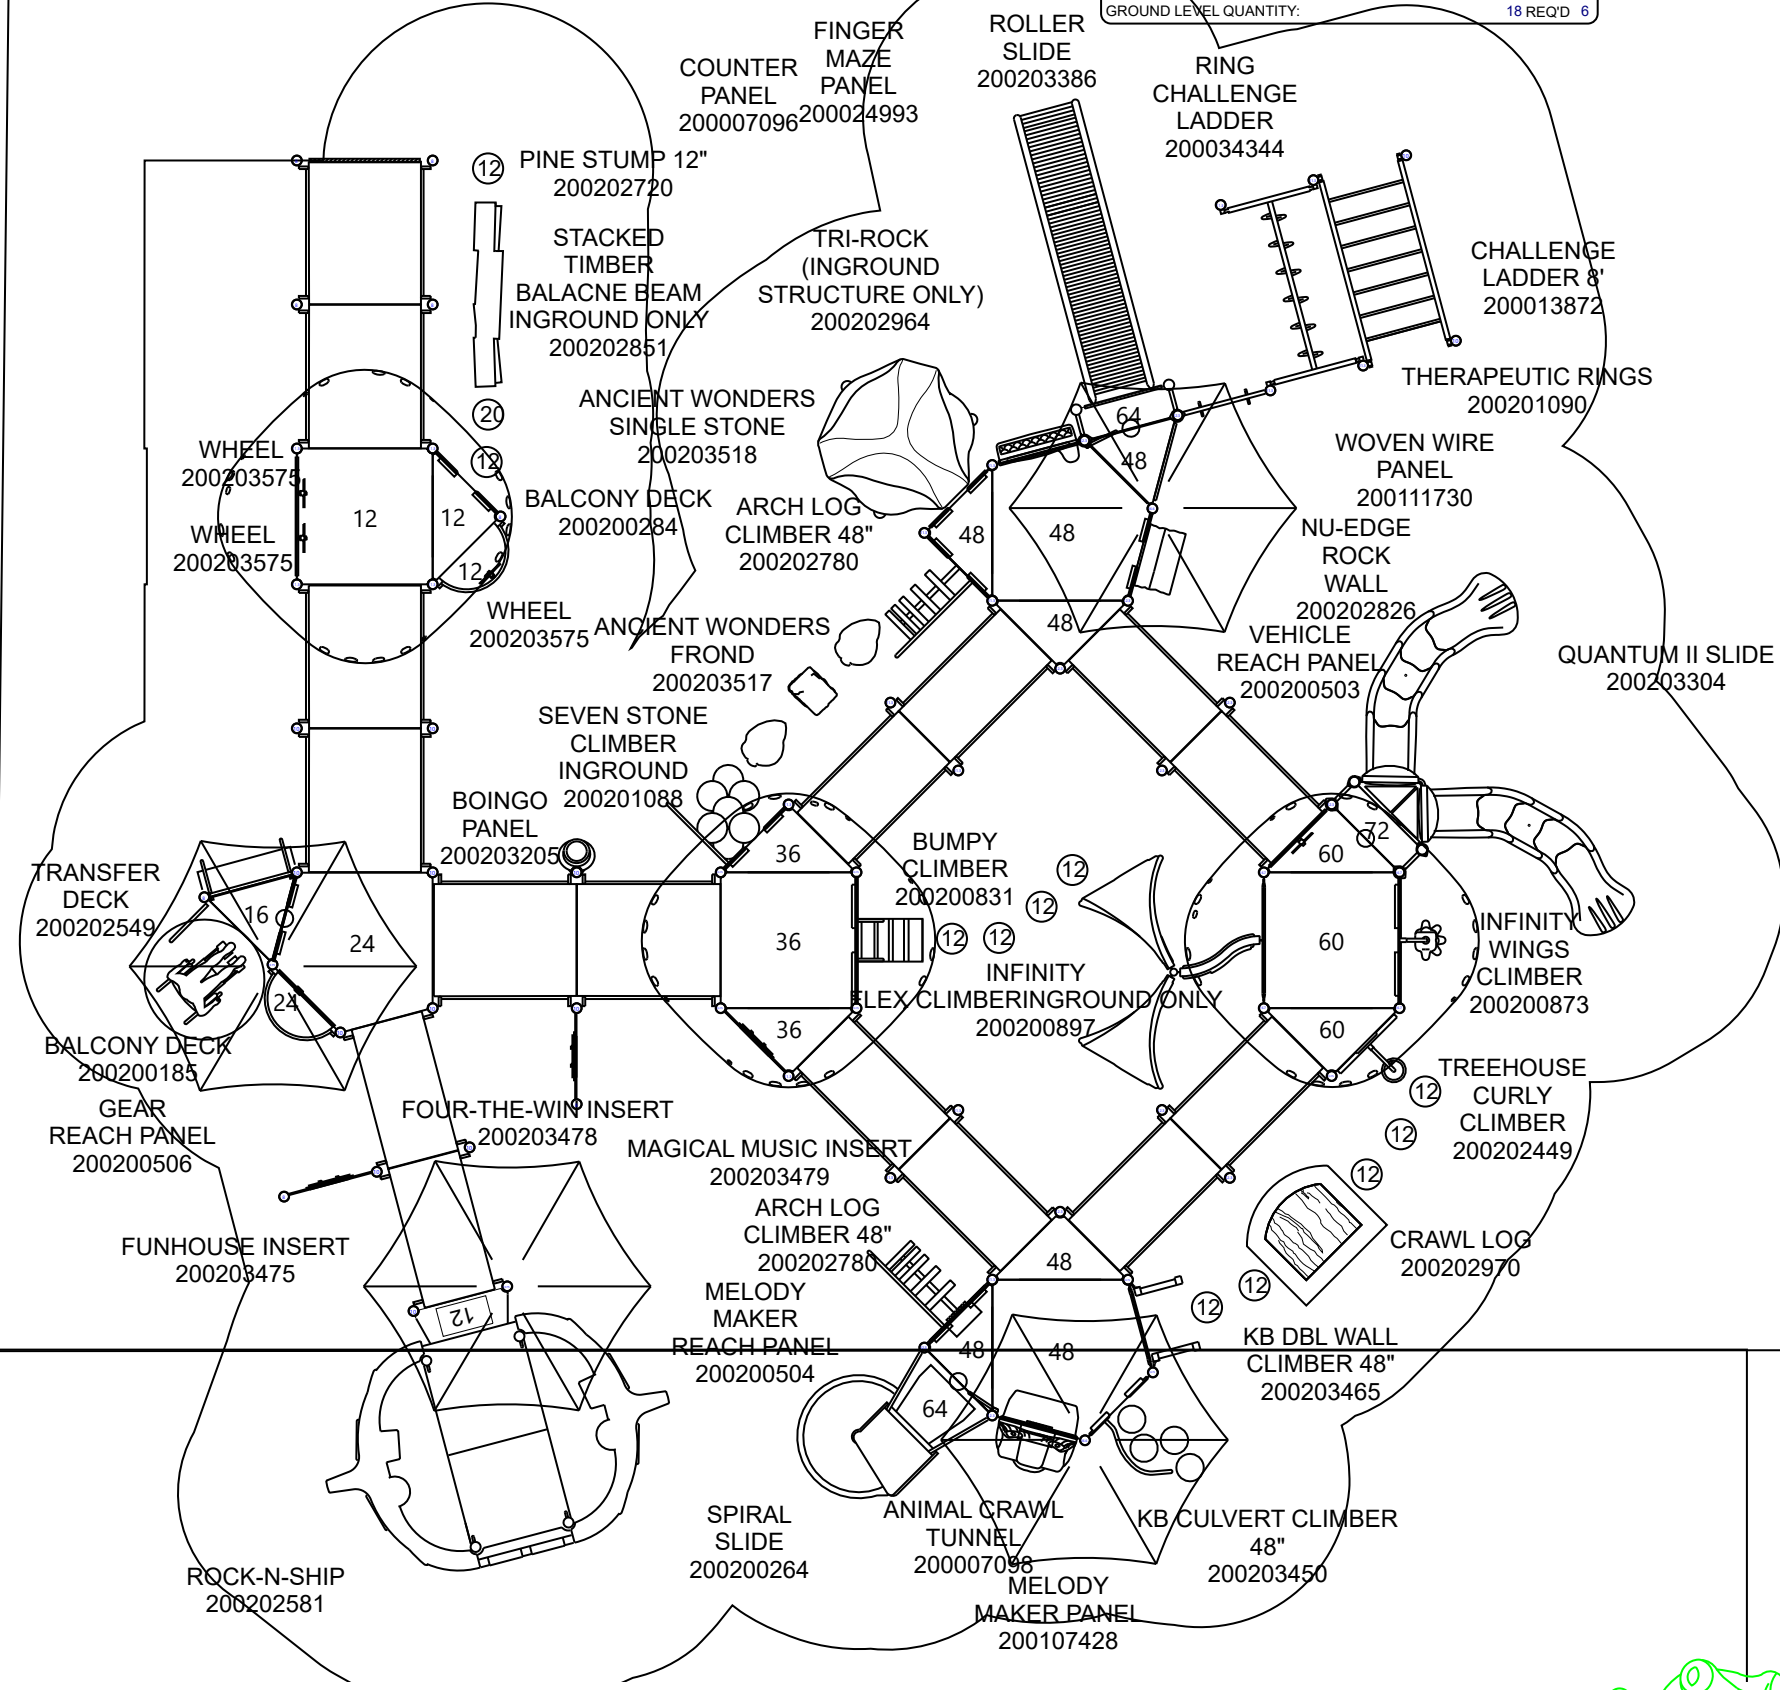 GROUND LEVEL QUANTITY: 18 REQ'D 6
COUNTER
PANEL
200007096
FINGER
MAZE
PANEL
200024993
ROLLER
SLIDE
200203386
RING
CHALLENGE
LADDER
200034344
12
PINE STUMP 12"
200202720
STACKED
TIMBER
BALACNE BEAM
INGROUND ONLY
200202851
TRI-ROCK
(INGROUND
STRUCTURE ONLY)
200202964
CHALLENGE
LADDER 8'
200013872
THERAPEUTIC RINGS
200201090
20
12
ANCIENT WONDERS
SINGLE STONE
200203518
64
48
WHEEL
200203575
WHEEL
200203575
12
12
12
BALCONY DECK
200200284
ARCH LOG
CLIMBER 48"
200202780
48
48
48
WOVEN WIRE
PANEL
200111730
NU-EDGE
ROCK
WALL
200202826
WHEEL
200203575
ANCIENT WONDERS
FROND
200203517
VEHICLE
REACH PANEL
200200503
QUANTUM II SLIDE
200203304
SEVEN STONE
CLIMBER
INGROUND
200201088
BOINGO
PANEL
200203205
36
BUMPY
CLIMBER
200200831
12
12
12
12
60
72
TRANSFER
DECK
200202549
16
24
24
36
36
60
60
INFINITY
FLEX CLIMBERINGROUND ONLY
200200897
INFINITY
WINGS
CLIMBER
200200873
BALCONY DECK
200200185
GEAR
REACH PANEL
200200506
FOUR-THE-WIN INSERT
200203478
MAGICAL MUSIC INSERT
200203479
TREEHOUSE
CURLY
CLIMBER
200202449
12
12
12
12
12
ARCH LOG
CLIMBER 48"
200202780
CRAWL LOG
200202970
FUNHOUSE INSERT
200203475
12
MELODY
MAKER
REACH PANEL
200200504
48
48
48
64
KB DBL WALL
CLIMBER 48"
200203465
SPIRAL
SLIDE
200200264
ANIMAL CRAWL
TUNNEL
200007098
KB CULVERT CLIMBER
48"
200203450
ROCK-N-SHIP
200202581
MELODY
MAKER PANEL
200107428